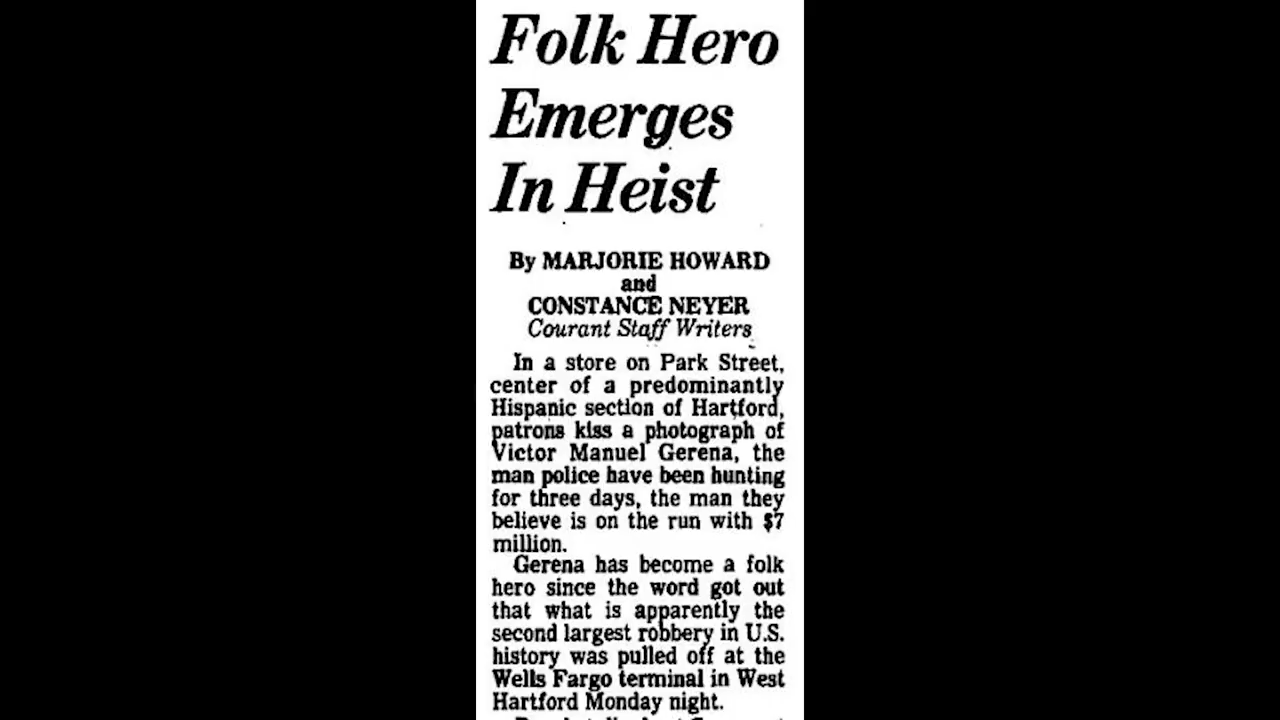 Folk Hero
Emerges
In Heist
By MARJORIE HOWARD
and
CONSTANCE NEYER
Courant Staff Writers
In a store on Park Street,
center of a predominantly
Hispanic section of Hartford,
patrons kiss a photograph of
Victor Manuel Gerena, the
man police have been hunting
for three days, the man they
believe is on the run with $7
million.
Gerena has become a folk
hero since the word got out
that what is apparently the
second largest robbery in U.S.
history was pulled off at the
Wells Fargo terminal in West
Hartford Monday night.